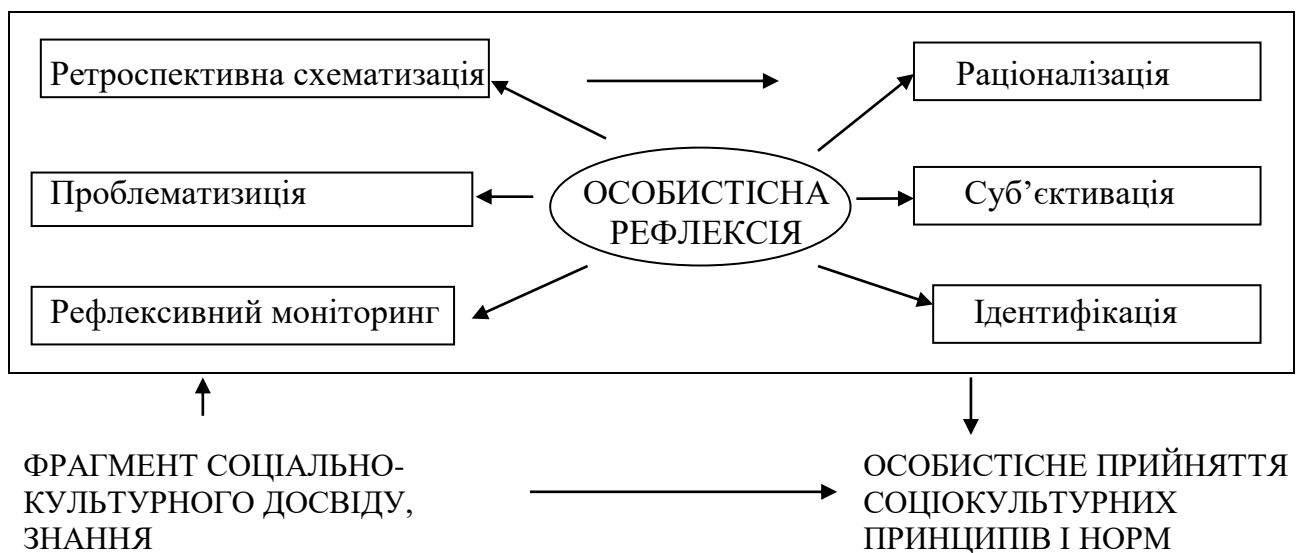 Ретроспективна схематизація
Раціоналізація
Проблематизиція
ОСОБИСТІСНА
РЕФЛЕКСІЯ
Суб’єктивація
Рефлексивний моніторинг
Ідентифікація
ФРАГМЕНТ СОЦІАЛЬНО-
КУЛЬТУРНОГО ДОСВІДУ,
ЗНАННЯ
ОСОБИСТІСНЕ ПРИЙНЯТТЯ
СОЦІОКУЛЬТУРНИХ
ПРИНЦИПІВ І НОРМ